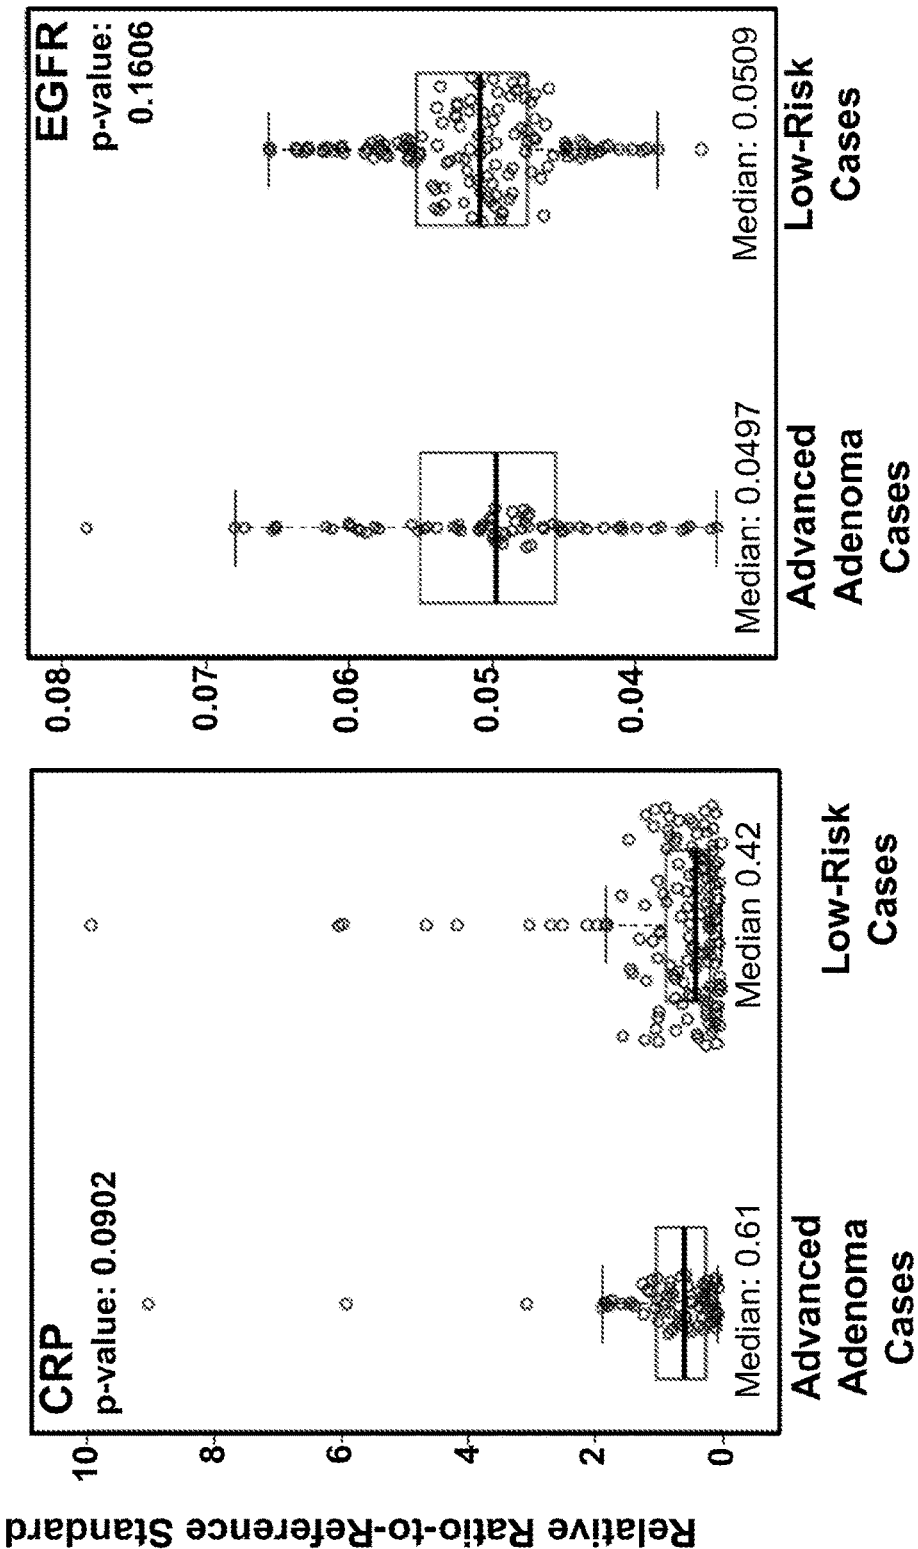 Relative Ratio-to-Reference Standard
CRP
p-value: 0.0902
10
8
6
4
2
0
Median: 0.61
Median 0.42
Advanced
Adenoma
Cases
Low-Risk
Cases
EGFR
p-value:
0.1606
0.08
0.07
0.06
0.05
0.04
Median: 0.0497
Median: 0.0509
Advanced
Adenoma
Cases
Low-Risk
Cases